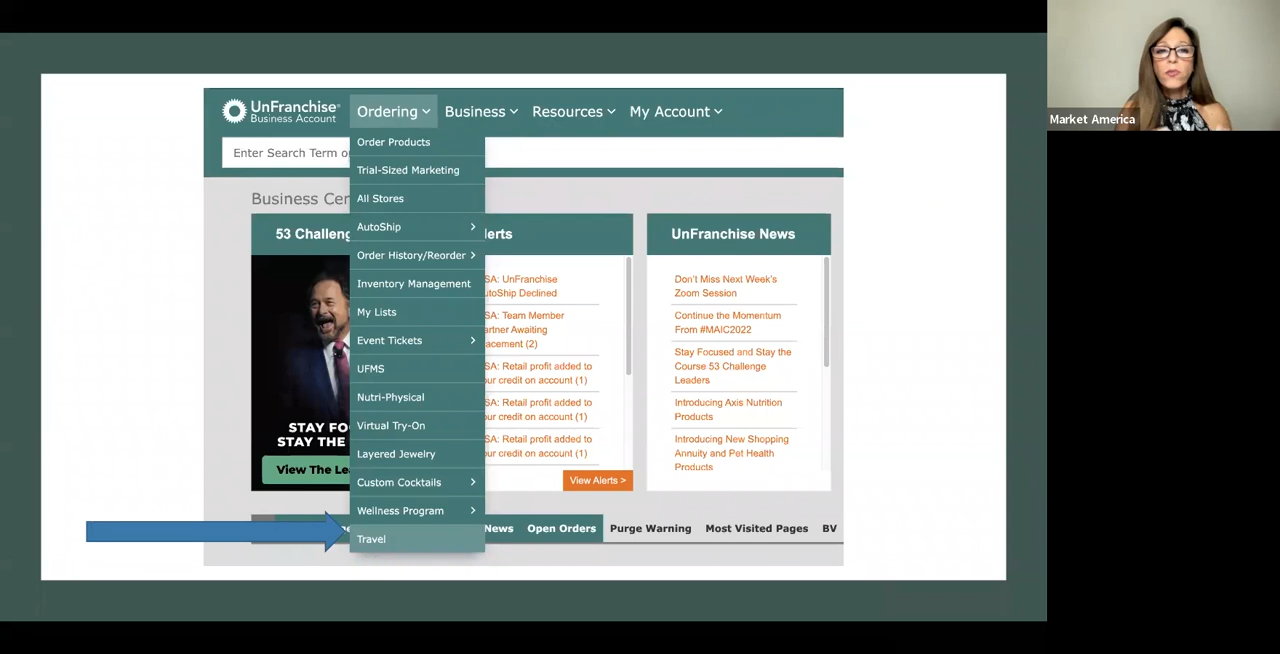 UnFranchise®
Business Account
Ordering
Business
Resources
My Account
Enter Search Term o
Order Products
Trial-Sized Marketing
All Stores
AutoShip
Order History/Reorder
Inventory Management
My Lists
Event Tickets
UFMS
Nutri-Physical
Virtual Try-On
Layered Jewelry
Custom Cocktails
Wellness Program
Travel
Business Cen
53 Challeng
STAY FO
STAY THE
View The Le
lerts
SA: UnFranchise
utoShip Declined
SA: Team Member
artner Awaiting
acement (2)
SA: Retail profit added to
our credit on account (1)
SA: Retail profit added to
our credit on account (1)
SA: Retail profit added to
our credit on account (1)
View Alerts >
UnFranchise News
Don't Miss Next Week's
Zoom Session
Continue the Momentum
From #MAIC2022
Stay Focused and Stay the
Course 53 Challenge
Leaders
Introducing Axis Nutrition
Products
Introducing New Shopping
Annuity and Pet Health
Products
News
Open Orders
Purge Warning
Most Visited Pages
BV
Market America